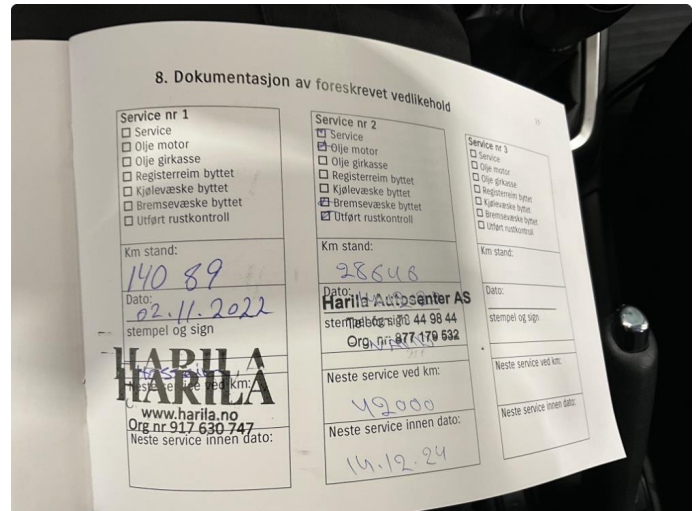 8. Dokumentasjon av foreskrevet vedlikehold
Service nr 1
Service
Olje motor
Olje girkasse
Registerreim byttet
Kjølevæske byttet
Bremsevæske byttet
Utført rustkontroll
Km stand:
140 89
Dato:
02.11.2022
stempel og sign
HARILA
HARILA
Neste service ved km:
www.harila.no
Org nr 917 630 747
Neste service innen dato:
Service nr 2
Service
Olje motor
Olje girkasse
Registerreim byttet
Kjølevæske byttet
Bremsevæske byttet
Utført rustkontroll
Km stand:
28646
Dato:
Harila Autosenter AS
stempel og sign
44 98 44
Org. nr: 877 179 532
Neste service ved km:
42000
Neste service innen dato:
14.12.24
Service nr 3
Service
Olje motor
Olje girkasse
Registerreim byttet
Kjølevæske byttet
Bremsevæske byttet
Utført rustkontroll
Km stand:
Dato:
stempel og sign
Neste service ved km:
Neste service innen dato: